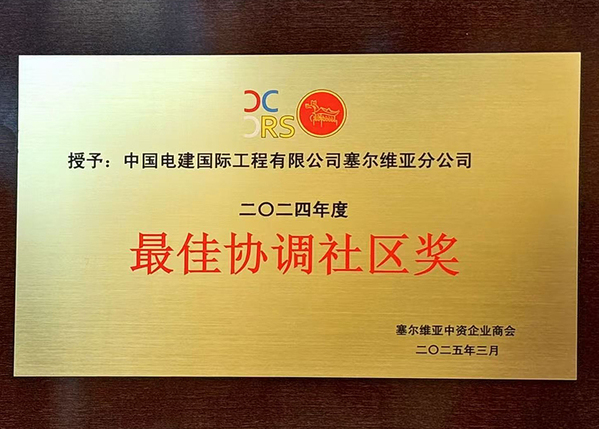 CC
CRS
授予：中国电建国际工程有限公司塞尔维亚分公司
二〇二四年度
最佳协调社区奖
塞尔维亚中资企业商会
二〇二五年三月